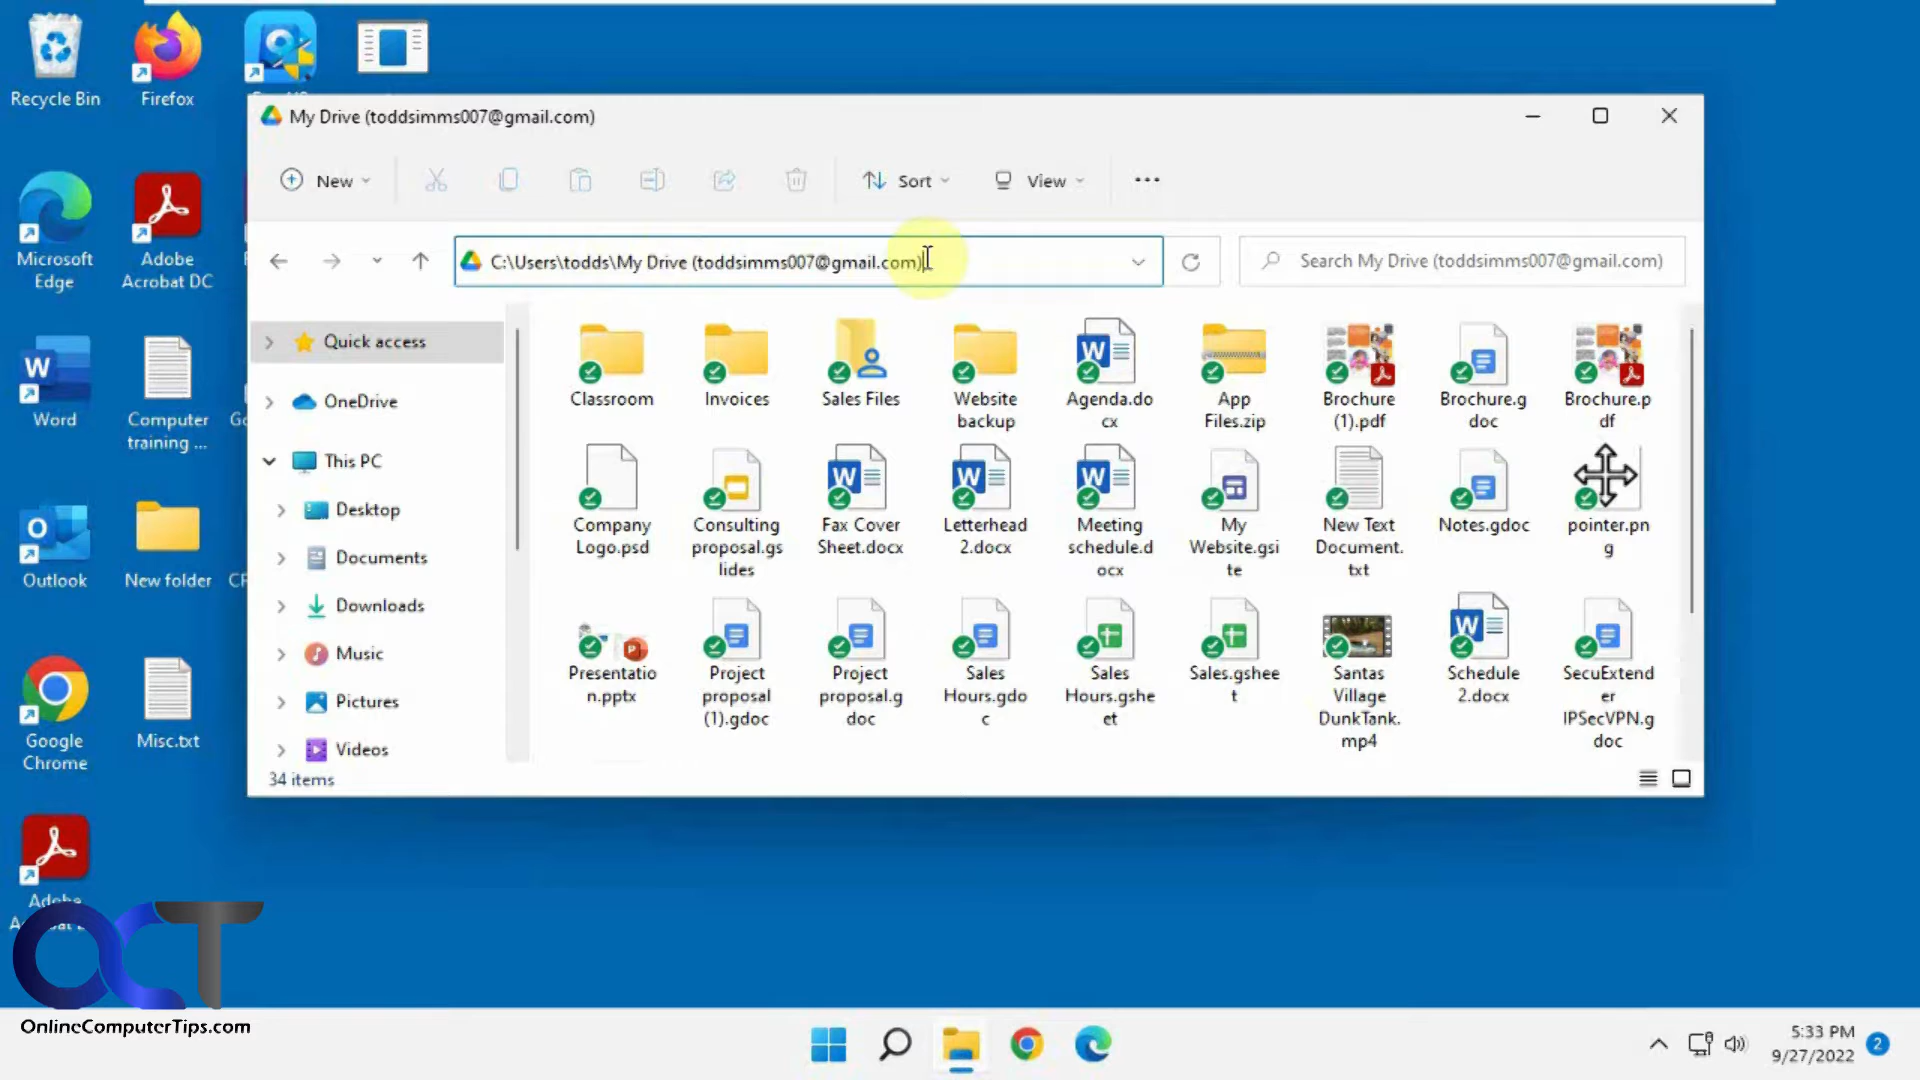 Recycle Bin
Firefox
My Drive (toddsimms007@gmail.com)
New
Sort
View
C:\Users\todds\My Drive (toddsimms007@gmail.com)
Search My Drive (toddsimms007@gmail.com)
Microsoft
Edge
Adobe
Acrobat DC
Word
Computer
training ...
Outlook
New folder
Google
Chrome
Misc.txt
Quick access
OneDrive
This PC
Desktop
Documents
Downloads
Music
Pictures
Videos
34 items
Classroom
Invoices
Sales Files
Website
backup
Agenda.do
cx
App
Files.zip
Brochure
(1).pdf
Brochure.g
doc
Brochure.p
df
Company
Logo.psd
Consulting
proposal.gs
lides
Fax Cover
Sheet.docx
Letterhead
2.docx
Meeting
schedule.d
ocx
My
Website.gsi
te
New Text
Document.
txt
Notes.gdoc
pointer.pn
g
Presentatio
n.pptx
Project
proposal
(1).gdoc
Project
proposal.g
doc
Sales
Hours.gdo
c
Sales
Hours.gshe
et
Sales.gshee
t
Santas
Village
DunkTank.
mp4
Schedule
2.docx
SecuExtend
er
IPSecVPN.g
doc
Adobe
OCT
OnlineComputerTips.com
5:33 PM
9/27/2022
2